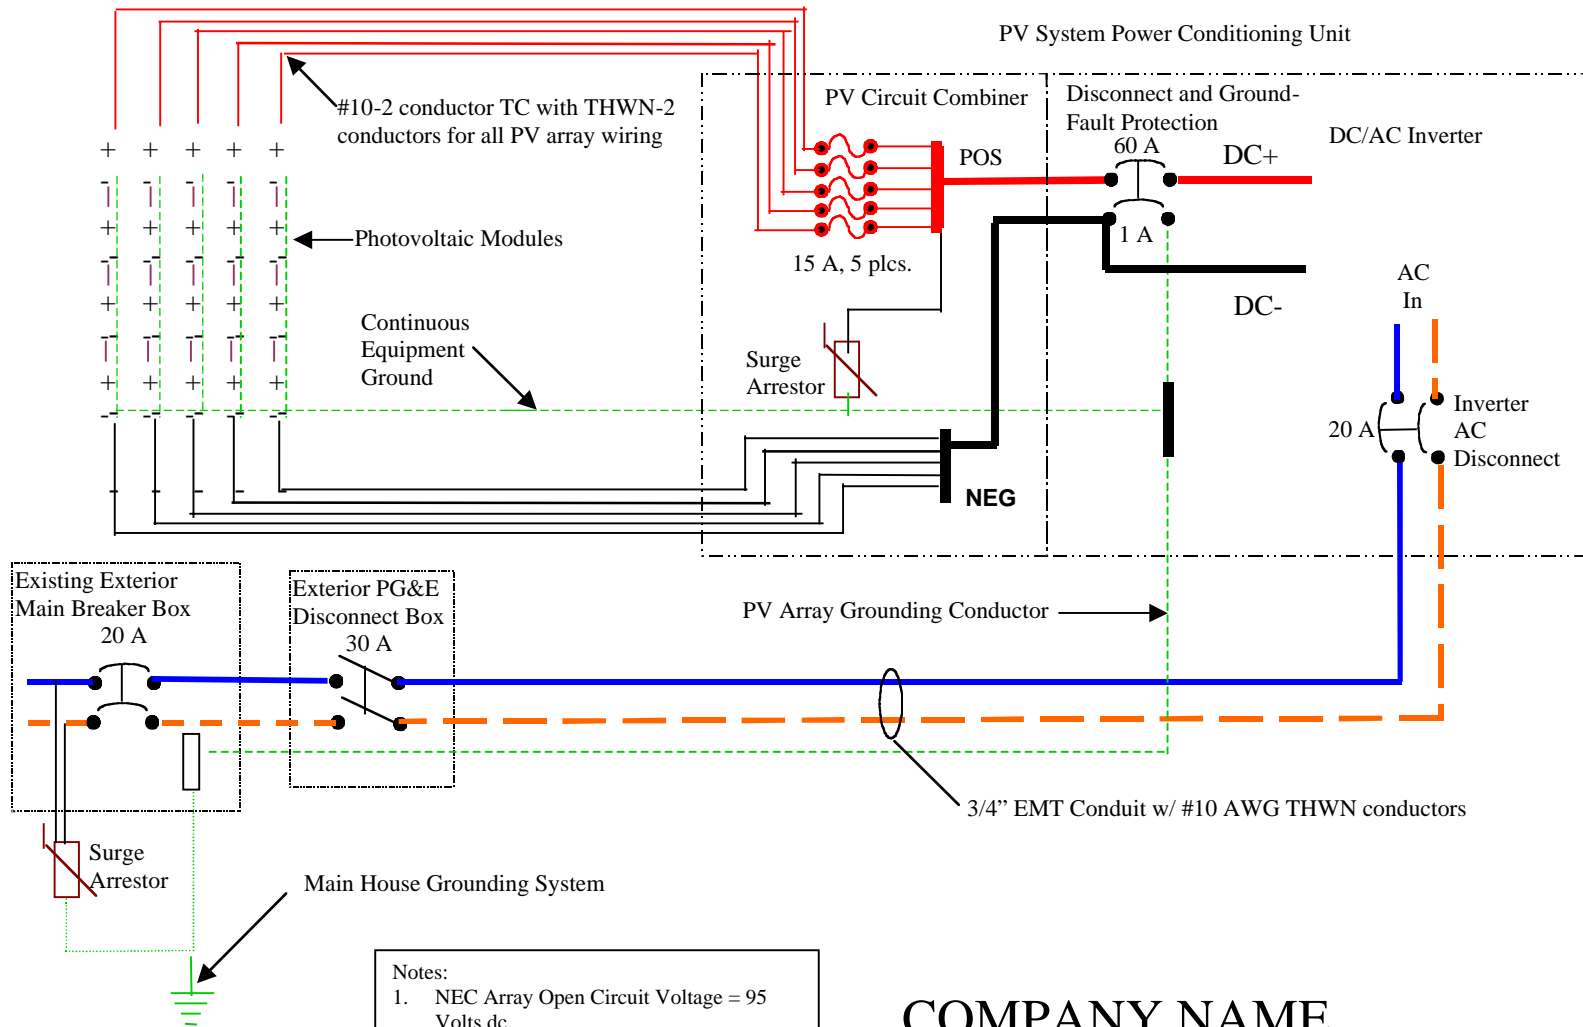 PV System Power Conditioning Unit
#10-2 conductor TC with THWN-2
conductors for all PV array wiring
PV Circuit Combiner
Disconnect and Ground-
Fault Protection
60 A
DC/AC Inverter
POS
DC+
+ + + + +
- - - - -
+ + + + +
Photovoltaic Modules
1 A
- - - - -
15 A, 5 plcs.
AC
In
+ + + + +
DC-
Continuous
Equipment
Ground
- - - - -
Surge
Arrestor
+ + + + +
- - - - -
20 A
Inverter
AC
Disconnect
- - - - -
NEG
Existing Exterior
Main Breaker Box
20 A
Exterior PG&E
Disconnect Box
30 A
PV Array Grounding Conductor
3/4” EMT Conduit w/ #10 AWG THWN conductors
Surge
Arrestor
Main House Grounding System
Notes:
1. NEC Array Open Circuit Voltage = 95
Volts dc
COMPANY NAME